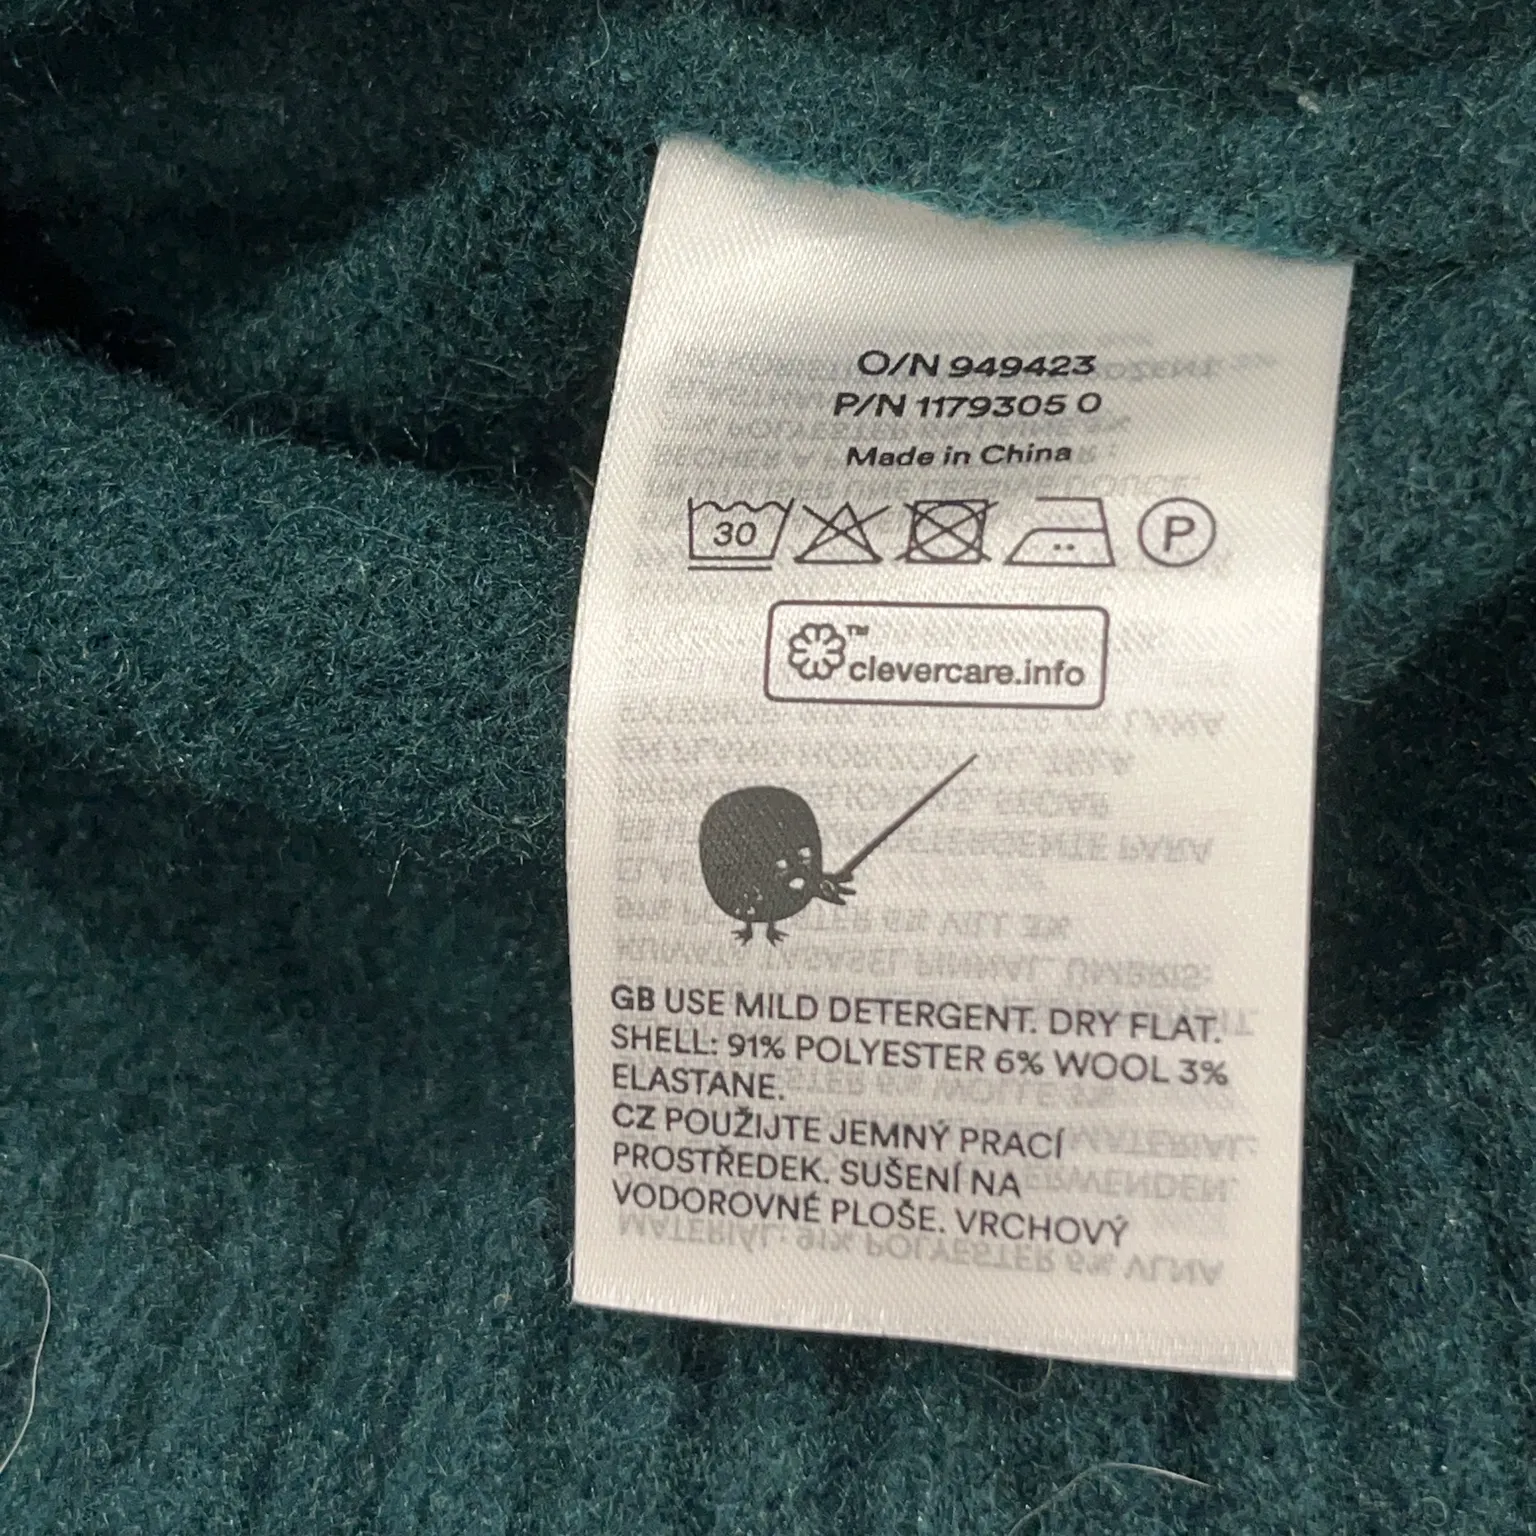 O/N 949423
P/N 1179305 0
Made in China
30 P
™
clevercare.info
GB USE MILD DETERGENT. DRY FLAT.
SHELL: 91% POLYESTER 6% WOOL 3%
ELASTANE.
CZ POUŽIJTE JEMNÝ PRACÍ
PROSTŘEDEK. SUŠENÍ NA
VODOROVNÉ PLOŠE. VRCHOVÝ